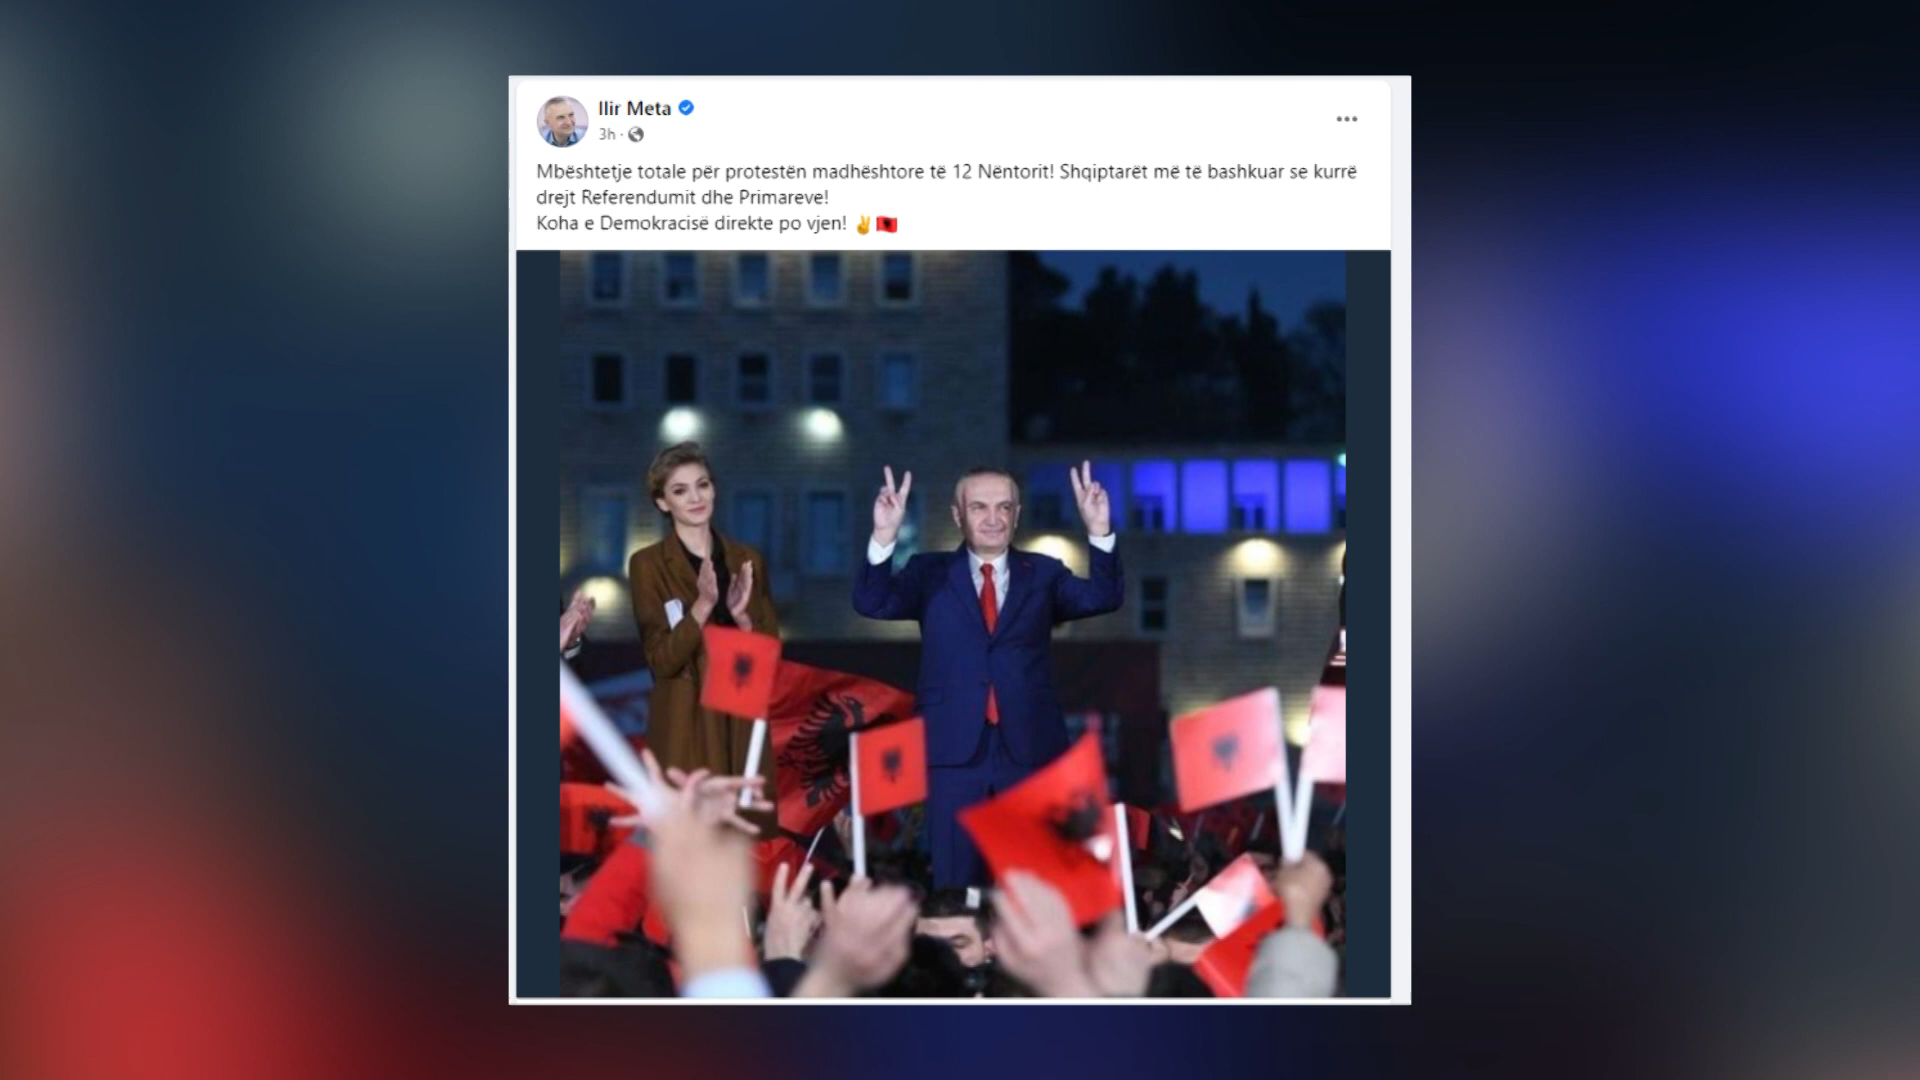 Ilir Meta
3h ·
Mbështetje totale për protestën madhështore të 12 Nëntorit! Shqiptarët më të bashkuar se kurrë
drejt Referendumit dhe Primareve!
Koha e Demokracisë direkte po vjen! ✌️🇦🇱